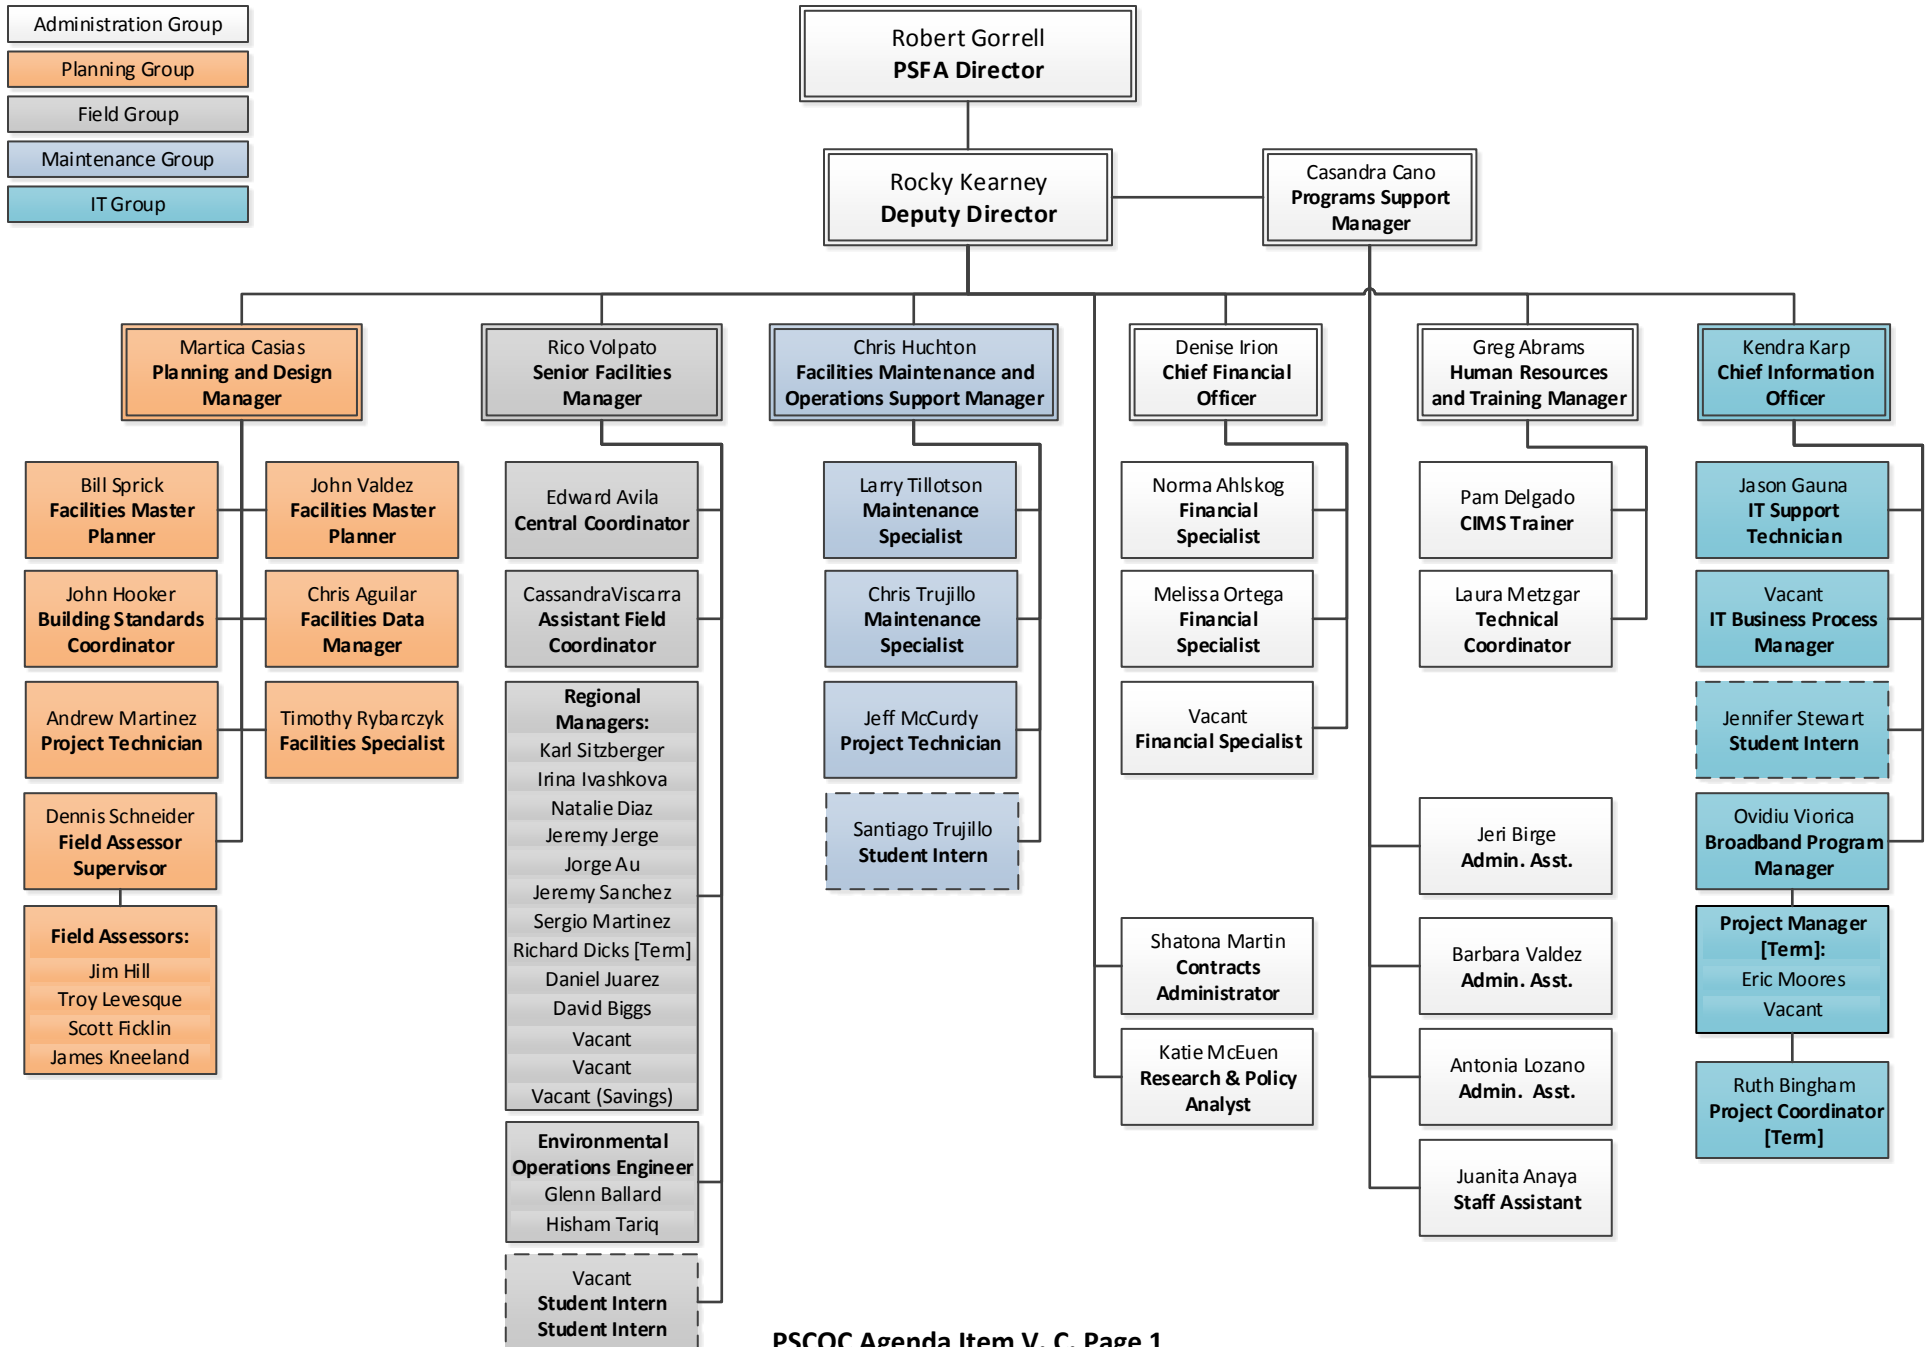 Administration Group
Planning Group
Field Group
Maintenance Group
IT Group
Robert Gorrell
PSFA Director
Rocky Kearney
Deputy Director
Casandra Cano
Programs Support
Manager
Martica Casias
Planning and Design
Manager
Rico Volpato
Senior Facilities
Manager
Chris Huchton
Facilities Maintenance and
Operations Support Manager
Denise Irion
Chief Financial
Officer
Greg Abrams
Human Resources
and Training Manager
Kendra Karp
Chief Information
Officer
Bill Sprick
Facilities Master
Planner
John Valdez
Facilities Master
Planner
John Hooker
Building Standards
Coordinator
Chris Aguilar
Facilities Data
Manager
Andrew Martinez
Project Technician
Timothy Rybarczyk
Facilities Specialist
Dennis Schneider
Field Assessor
Supervisor
Field Assessors:
Jim Hill
Troy Levesque
Scott Ficklin
James Kneeland
Edward Avila
Central Coordinator
CassandraViscarra
Assistant Field
Coordinator
Regional
Managers:
Karl Sitzberger
Irina Ivashkova
Natalie Diaz
Jeremy Jerge
Jorge Au
Jeremy Sanchez
Sergio Martinez
Richard Dicks [Term]
Daniel Juarez
David Biggs
Vacant
Vacant
Vacant (Savings)
Environmental
Operations Engineer
Glenn Ballard
Hisham Tariq
Vacant
Student Intern
Student Intern
Larry Tillotson
Maintenance
Specialist
Chris Trujillo
Maintenance
Specialist
Jeff McCurdy
Project Technician
Santiago Trujillo
Student Intern
Norma Ahlskog
Financial
Specialist
Melissa Ortega
Financial
Specialist
Vacant
Financial Specialist
Shatona Martin
Contracts
Administrator
Katie McEuen
Research & Policy
Analyst
Pam Delgado
CIMS Trainer
Laura Metzgar
Technical
Coordinator
Jeri Birge
Admin. Asst.
Barbara Valdez
Admin. Asst.
Antonia Lozano
Admin. Asst.
Juanita Anaya
Staff Assistant
Jason Gauna
IT Support
Technician
Vacant
IT Business Process
Manager
Jennifer Stewart
Student Intern
Ovidiu Viorica
Broadband Program
Manager
Project Manager
[Term]:
Eric Moores
Vacant
Ruth Bingham
Project Coordinator
[Term]
PSCOC Agenda Item V. C. Page 1